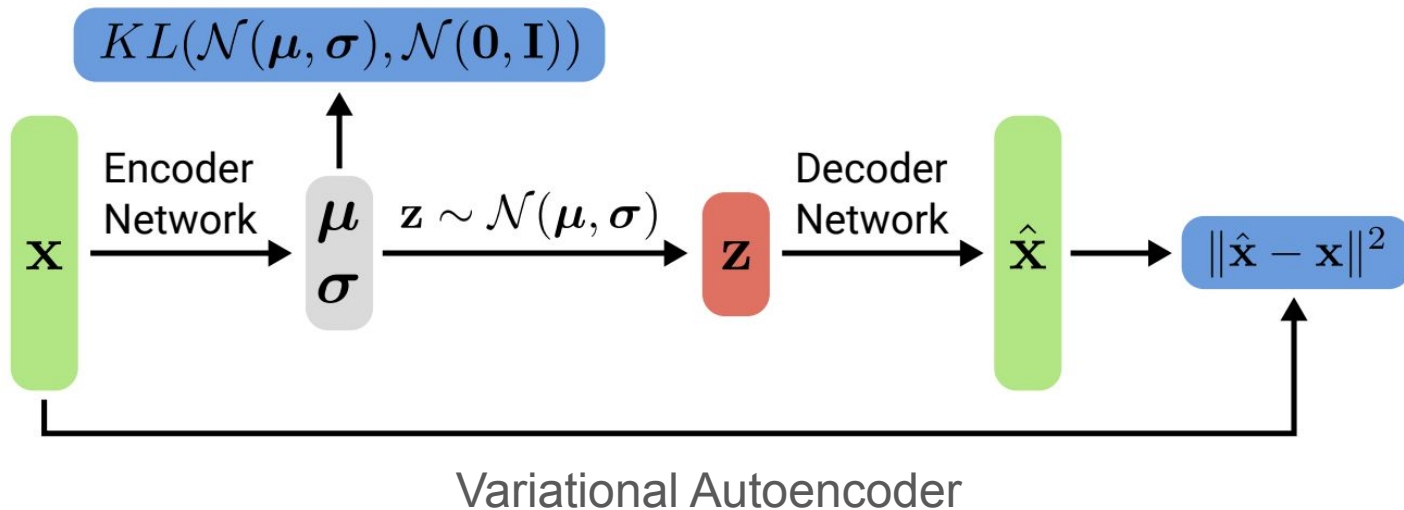 KL(𝒩(μ, σ), 𝒩(0, I))
x
Encoder
Network
μ
σ
z ∼ 𝒩(μ, σ)
z
Decoder
Network
x̂
‖x̂ − x‖²
Variational Autoencoder